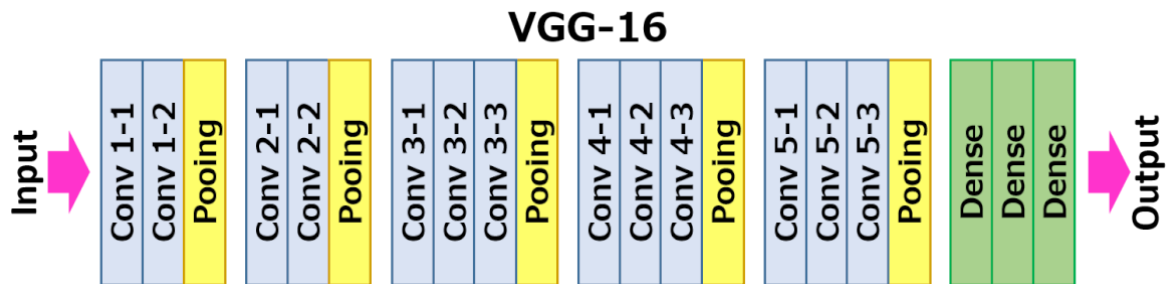 VGG-16
Input
Conv 1-1
Conv 1-2
Pooing
Conv 2-1
Conv 2-2
Pooing
Conv 3-1
Conv 3-2
Conv 3-3
Pooing
Conv 4-1
Conv 4-2
Conv 4-3
Pooing
Conv 5-1
Conv 5-2
Conv 5-3
Pooing
Dense
Dense
Dense
Output